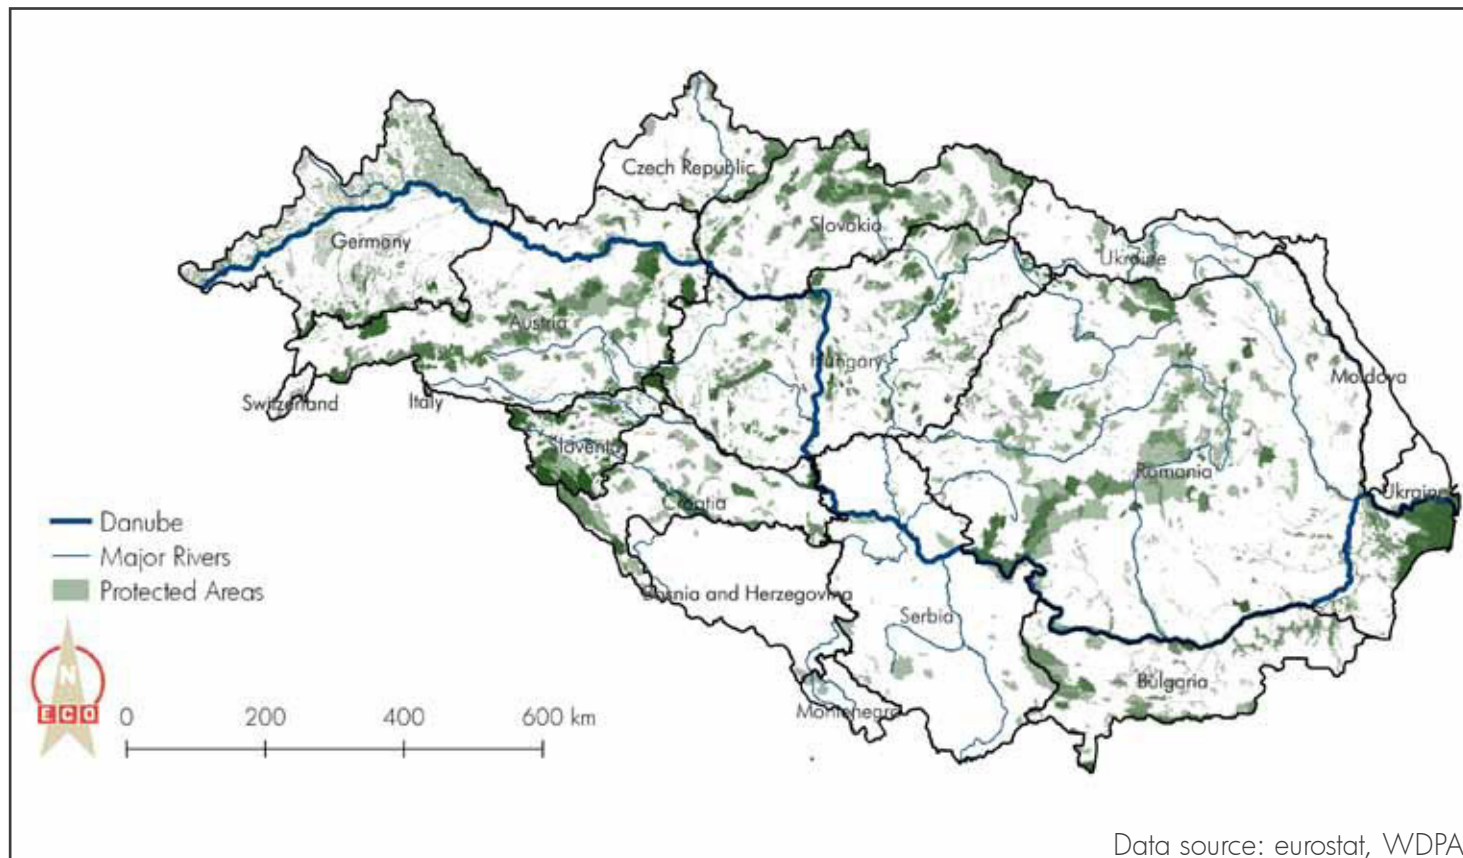 Czech Republic
Slovakia
Germany
Ukraine
Austria
Hungary
Moldova
Switzerland
Italy
Slovenia
Romania
Croatia
Ukraine
Danube
Major Rivers
Protected Areas
Bosnia and Herzegovina
Serbia
N
ECO
Bulgaria
Montenegro
0 200 400 600 km
Data source: eurostat, WDPA